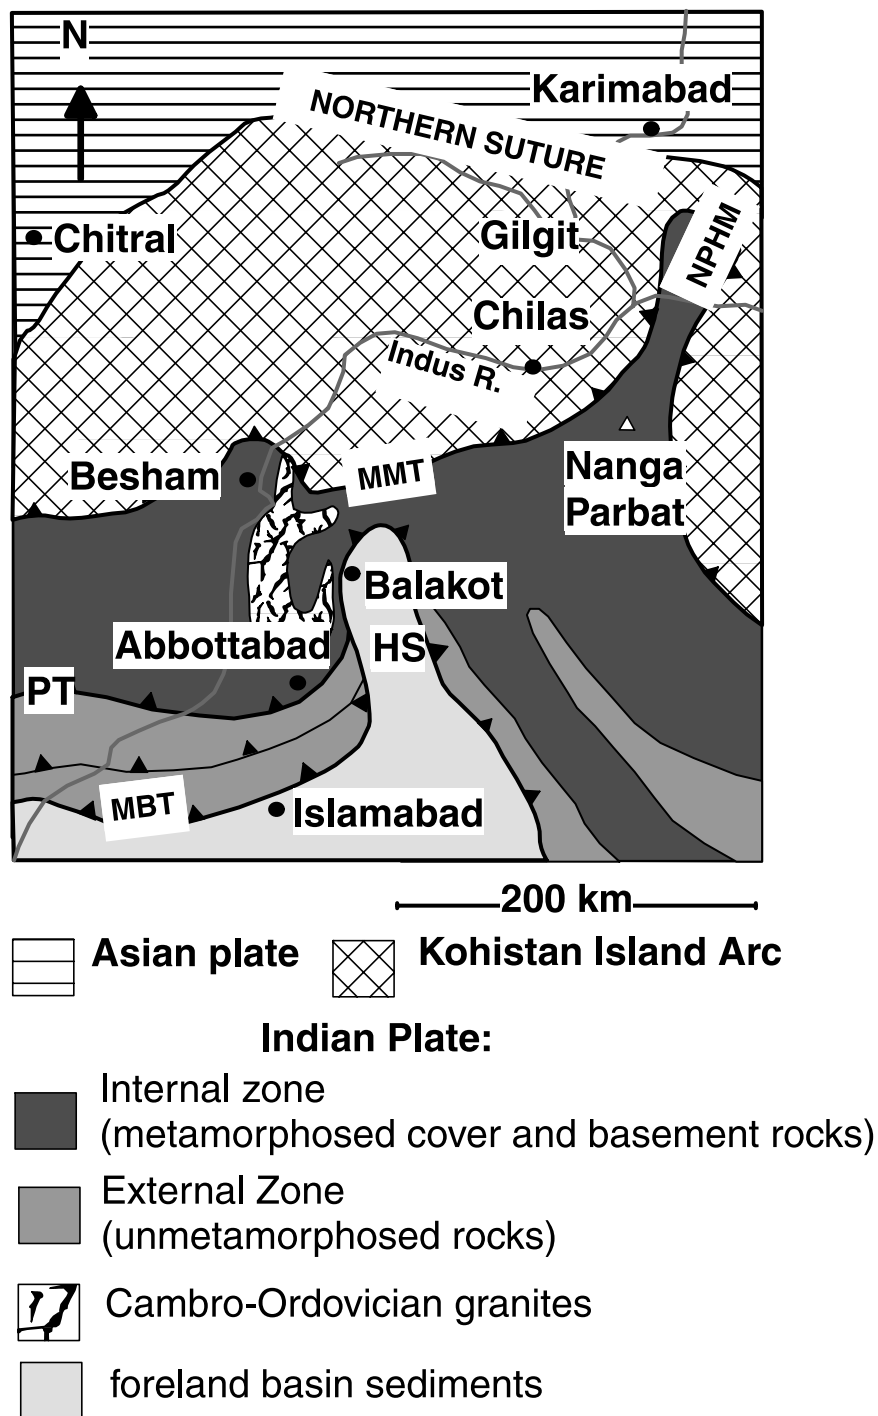 N
Karimabad
NORTHERN SUTURE
Chitral
Gilgit
NPHM
Chilas
Indus R.
Besham
MMT
Nanga
Parbat
Balakot
Abbottabad
HS
PT
MBT
Islamabad
200 km
Asian plate
Kohistan Island Arc
Indian Plate:
Internal zone
(metamorphosed cover and basement rocks)
External Zone
(unmetamorphosed rocks)
Cambro-Ordovician granites
foreland basin sediments